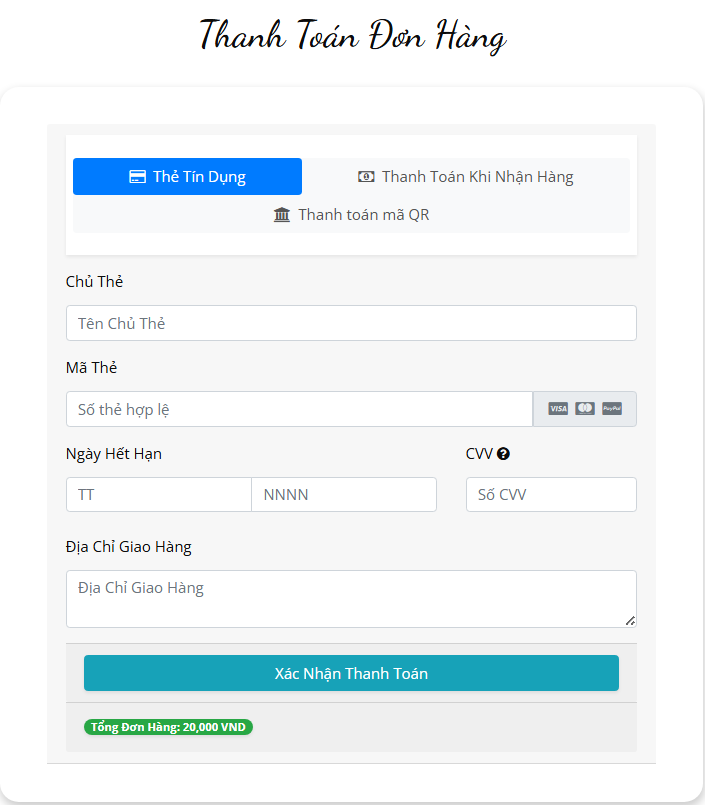 Thanh Toán Đơn Hàng
Thẻ Tín Dụng
Thanh Toán Khi Nhận Hàng
Thanh toán mã QR
Chủ Thẻ
Tên Chủ Thẻ
Mã Thẻ
Số thẻ hợp lệ
VISA PayPal
Ngày Hết Hạn
CVV ?
TT
NNNN
Số CVV
Địa Chỉ Giao Hàng
Địa Chỉ Giao Hàng
Xác Nhận Thanh Toán
Tổng Đơn Hàng: 20,000 VND